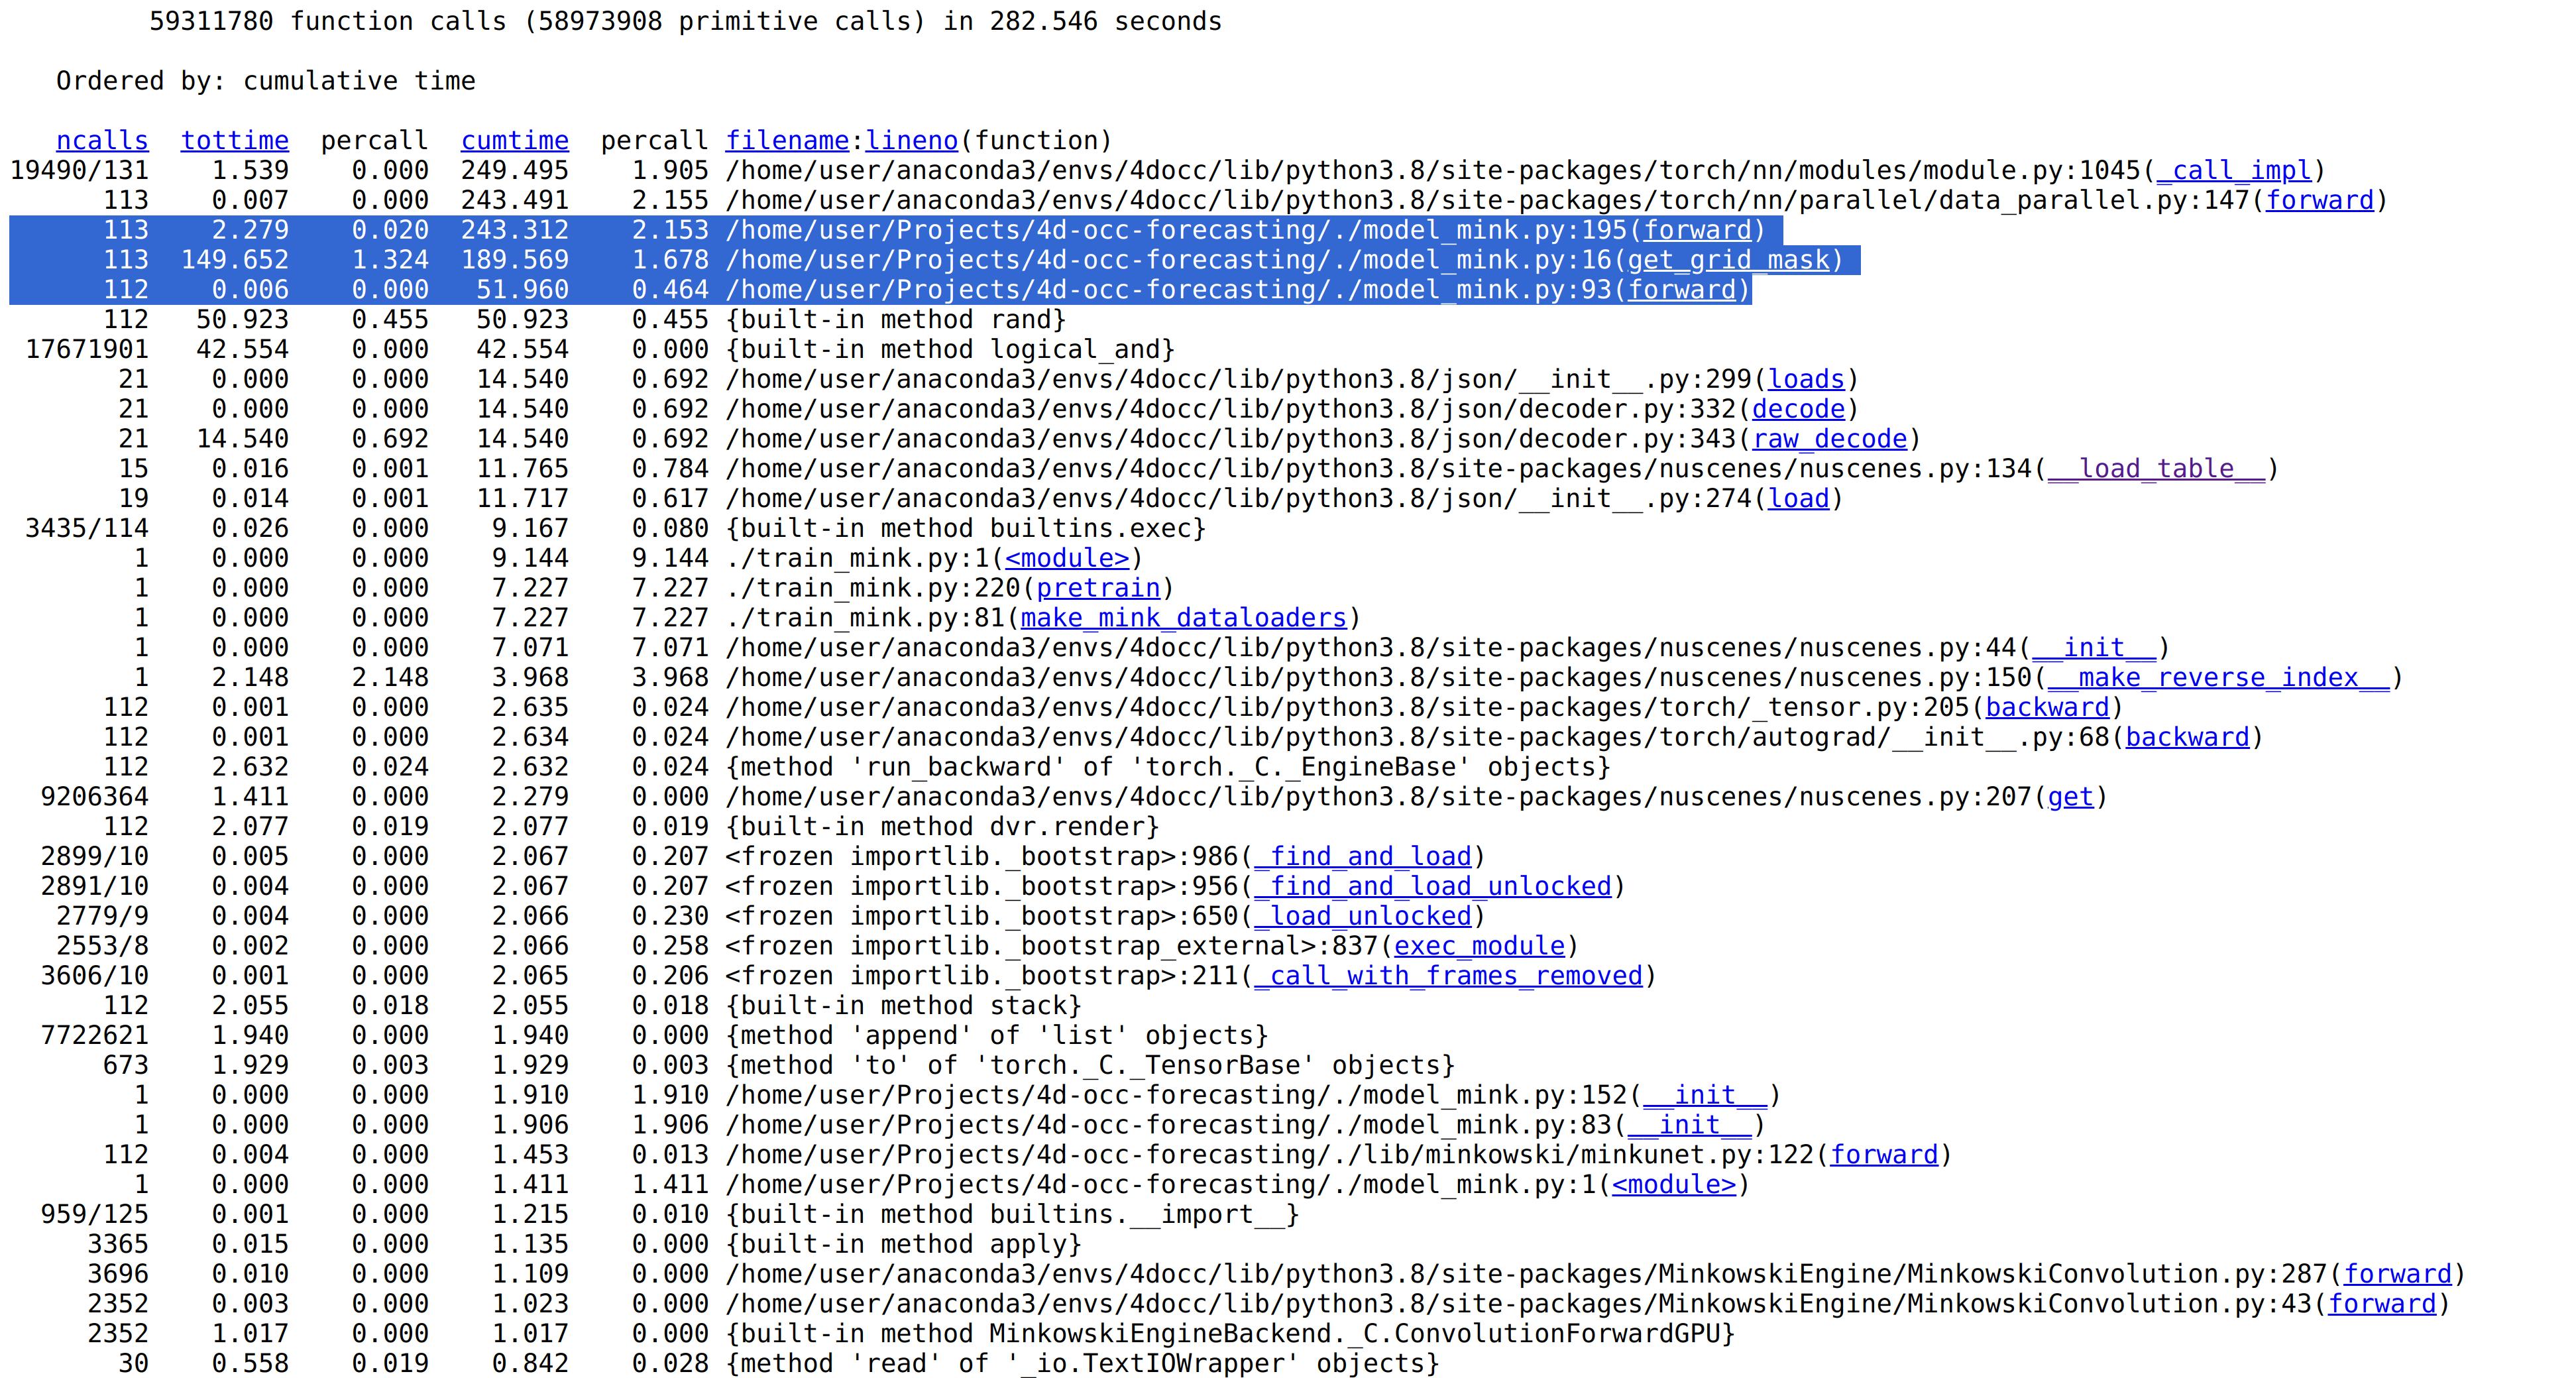 59311780 function calls (58973908 primitive calls) in 282.546 seconds
Ordered by: cumulative time
ncalls tottime percall cumtime percall filename:lineno(function)
19490/131 1.539 0.000 249.495 1.905 /home/user/anaconda3/envs/4docc/lib/python3.8/site-packages/torch/nn/modules/module.py:1045(_call_impl)
113 0.007 0.000 243.491 2.155 /home/user/anaconda3/envs/4docc/lib/python3.8/site-packages/torch/nn/parallel/data_parallel.py:147(forward)
113 2.279 0.020 243.312 2.153 /home/user/Projects/4d-occ-forecasting/./model_mink.py:195(forward)
113 149.652 1.324 189.569 1.678 /home/user/Projects/4d-occ-forecasting/./model_mink.py:16(get_grid_mask)
112 0.006 0.000 51.960 0.464 /home/user/Projects/4d-occ-forecasting/./model_mink.py:93(forward)
112 50.923 0.455 50.923 0.455 {built-in method rand}
17671901 42.554 0.000 42.554 0.000 {built-in method logical_and}
21 0.000 0.000 14.540 0.692 /home/user/anaconda3/envs/4docc/lib/python3.8/json/__init__.py:299(loads)
21 0.000 0.000 14.540 0.692 /home/user/anaconda3/envs/4docc/lib/python3.8/json/decoder.py:332(decode)
21 14.540 0.692 14.540 0.692 /home/user/anaconda3/envs/4docc/lib/python3.8/json/decoder.py:343(raw_decode)
15 0.016 0.001 11.765 0.784 /home/user/anaconda3/envs/4docc/lib/python3.8/site-packages/nuscenes/nuscenes.py:134(__load_table__)
19 0.014 0.001 11.717 0.617 /home/user/anaconda3/envs/4docc/lib/python3.8/json/__init__.py:274(load)
3435/114 0.026 0.000 9.167 0.080 {built-in method builtins.exec}
1 0.000 0.000 9.144 9.144 ./train_mink.py:1(<module>)
1 0.000 0.000 7.227 7.227 ./train_mink.py:220(pretrain)
1 0.000 0.000 7.227 7.227 ./train_mink.py:81(make_mink_dataloaders)
1 0.000 0.000 7.071 7.071 /home/user/anaconda3/envs/4docc/lib/python3.8/site-packages/nuscenes/nuscenes.py:44(__init__)
1 2.148 2.148 3.968 3.968 /home/user/anaconda3/envs/4docc/lib/python3.8/site-packages/nuscenes/nuscenes.py:150(__make_reverse_index__)
112 0.001 0.000 2.635 0.024 /home/user/anaconda3/envs/4docc/lib/python3.8/site-packages/torch/_tensor.py:205(backward)
112 0.001 0.000 2.634 0.024 /home/user/anaconda3/envs/4docc/lib/python3.8/site-packages/torch/autograd/__init__.py:68(backward)
112 2.632 0.024 2.632 0.024 {method 'run_backward' of 'torch._C._EngineBase' objects}
9206364 1.411 0.000 2.279 0.000 /home/user/anaconda3/envs/4docc/lib/python3.8/site-packages/nuscenes/nuscenes.py:207(get)
112 2.077 0.019 2.077 0.019 {built-in method dvr.render}
2899/10 0.005 0.000 2.067 0.207 <frozen importlib._bootstrap>:986(_find_and_load)
2891/10 0.004 0.000 2.067 0.207 <frozen importlib._bootstrap>:956(_find_and_load_unlocked)
2779/9 0.004 0.000 2.066 0.230 <frozen importlib._bootstrap>:650(_load_unlocked)
2553/8 0.002 0.000 2.066 0.258 <frozen importlib._bootstrap_external>:837(exec_module)
3606/10 0.001 0.000 2.065 0.206 <frozen importlib._bootstrap>:211(_call_with_frames_removed)
112 2.055 0.018 2.055 0.018 {built-in method stack}
7722621 1.940 0.000 1.940 0.000 {method 'append' of 'list' objects}
673 1.929 0.003 1.929 0.003 {method 'to' of 'torch._C._TensorBase' objects}
1 0.000 0.000 1.910 1.910 /home/user/Projects/4d-occ-forecasting/./model_mink.py:152(__init__)
1 0.000 0.000 1.906 1.906 /home/user/Projects/4d-occ-forecasting/./model_mink.py:83(__init__)
112 0.004 0.000 1.453 0.013 /home/user/Projects/4d-occ-forecasting/./lib/minkowski/minkunet.py:122(forward)
1 0.000 0.000 1.411 1.411 /home/user/Projects/4d-occ-forecasting/./model_mink.py:1(<module>)
959/125 0.001 0.000 1.215 0.010 {built-in method builtins.__import__}
3365 0.015 0.000 1.135 0.000 {built-in method apply}
3696 0.010 0.000 1.109 0.000 /home/user/anaconda3/envs/4docc/lib/python3.8/site-packages/MinkowskiEngine/MinkowskiConvolution.py:287(forward)
2352 0.003 0.000 1.023 0.000 /home/user/anaconda3/envs/4docc/lib/python3.8/site-packages/MinkowskiEngine/MinkowskiConvolution.py:43(forward)
2352 1.017 0.000 1.017 0.000 {built-in method MinkowskiEngineBackend._C.ConvolutionForwardGPU}
30 0.558 0.019 0.842 0.028 {method 'read' of '_io.TextIOWrapper' objects}